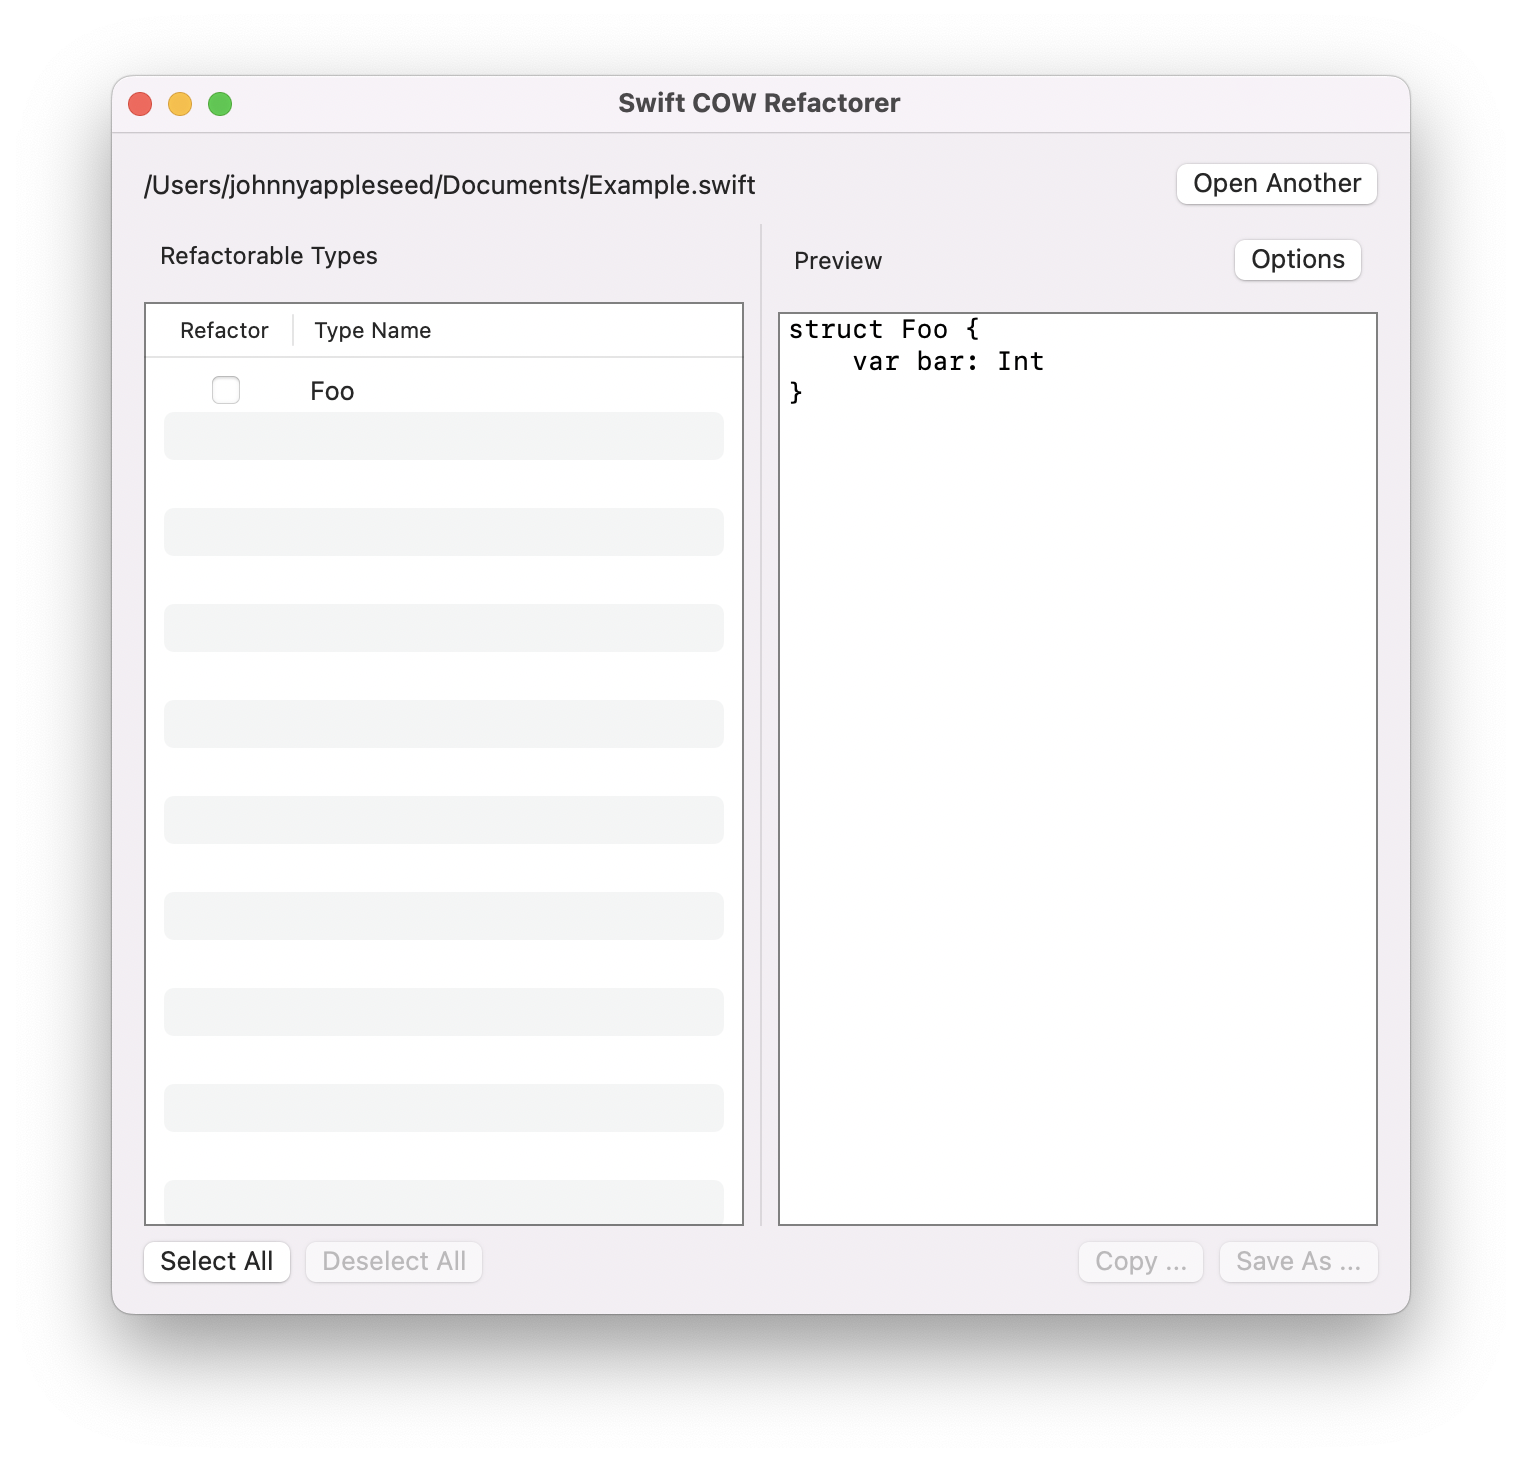 Swift COW Refactorer
/Users/johnnyappleseed/Documents/Example.swift
Open Another
Refactorable Types
Refactor
Type Name
Foo
Preview
Options
struct Foo {
    var bar: Int
}
Select All
Deselect All
Copy ...
Save As ...